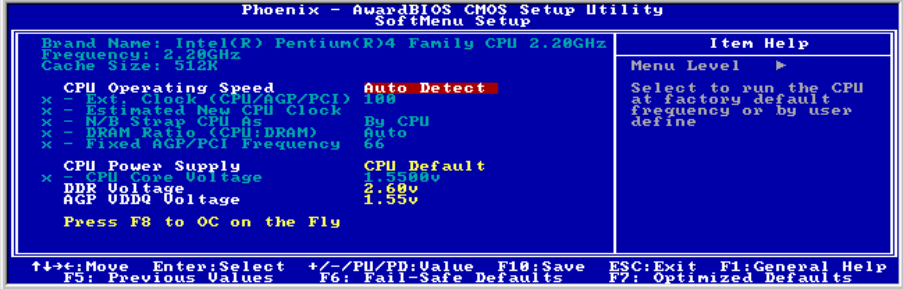 Phoenix - AwardBIOS CMOS Setup Utility
SoftMenu Setup
Brand Name: Intel(R) Pentium(R)4 Family CPU 2.20GHz
Frequency: 2.20GHz
Cache Size: 512K
Item Help
Menu Level ►
Select to run the CPU
at factory default
frequency or by user
define
CPU Operating Speed Auto Detect
x - Ext. Clock (CPU/AGP/PCI) 100
x - Estimated New CPU Clock
x - N/B Strap CPU As By CPU
x - DRAM Ratio (CPU:DRAM) Auto
x - Fixed AGP/PCI Frequency 66
CPU Power Supply CPU Default
x - CPU Core Voltage 1.5500v
DDR Voltage 2.60v
AGP VDDQ Voltage 1.55v
Press F8 to OC on the Fly
↑↓→←:Move Enter:Select +/-/PU/PD:Value F10:Save ESC:Exit F1:General Help
F5: Previous Values F6: Fail-Safe Defaults F7: Optimized Defaults